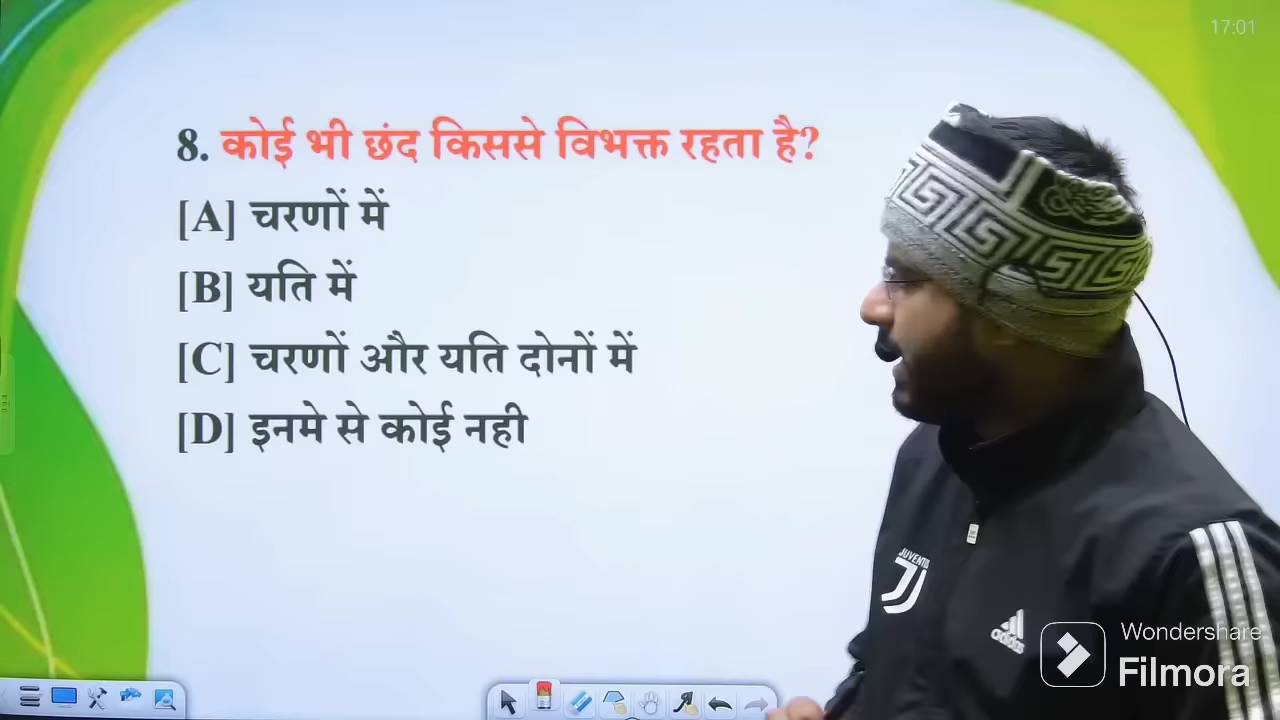 17:01
8. कोई भी छंद किससे विभक्त रहता है?
[A] चरणों में
[B] यति में
[C] चरणों और यति दोनों में
[D] इनमे से कोई नही
JUVENTUS
adidas
Wondershare
Filmora